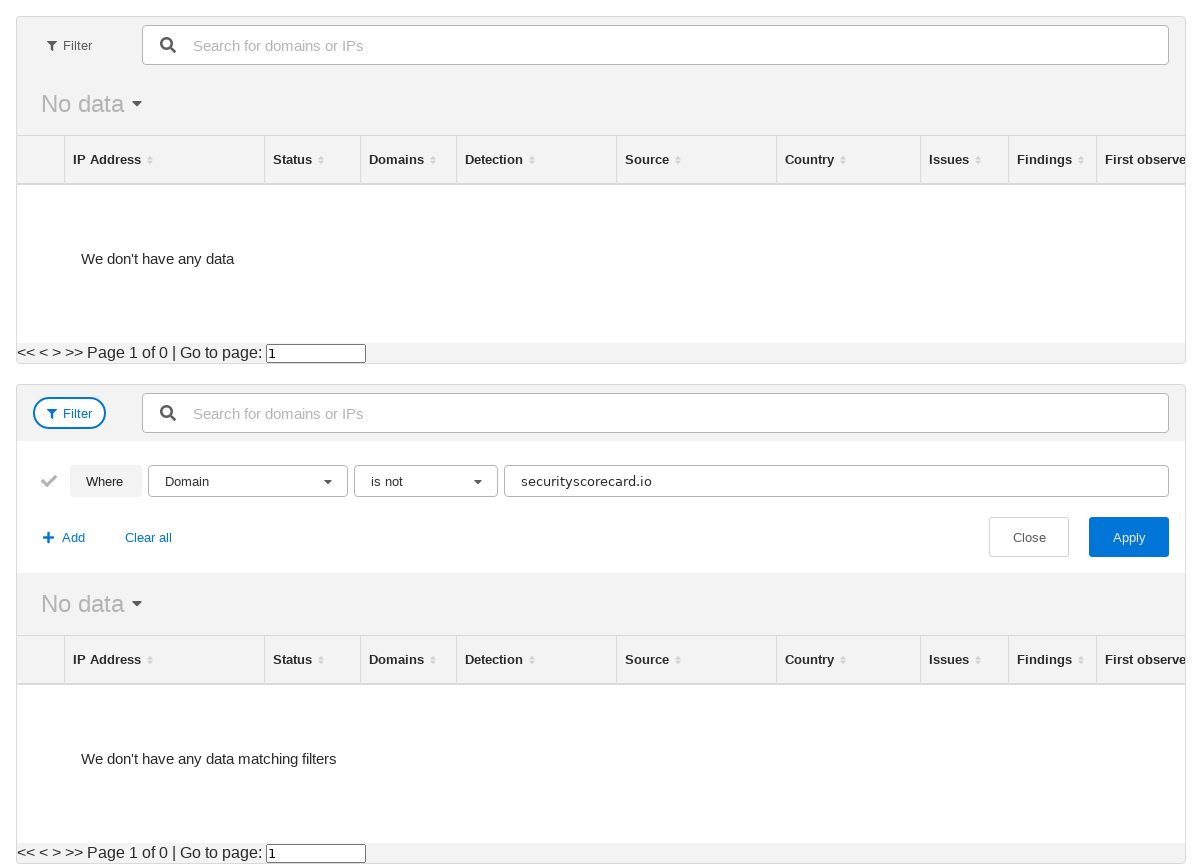 Filter Search for domains or IPs
No data
IP Address Status Domains Detection Source Country Issues Findings First observe
We don't have any data
<< < > >> Page 1 of 0 | Go to page: 1
Filter Search for domains or IPs
Where Domain is not securityscorecard.io
Add Clear all Close Apply
No data
IP Address Status Domains Detection Source Country Issues Findings First observe
We don't have any data matching filters
<< < > >> Page 1 of 0 | Go to page: 1